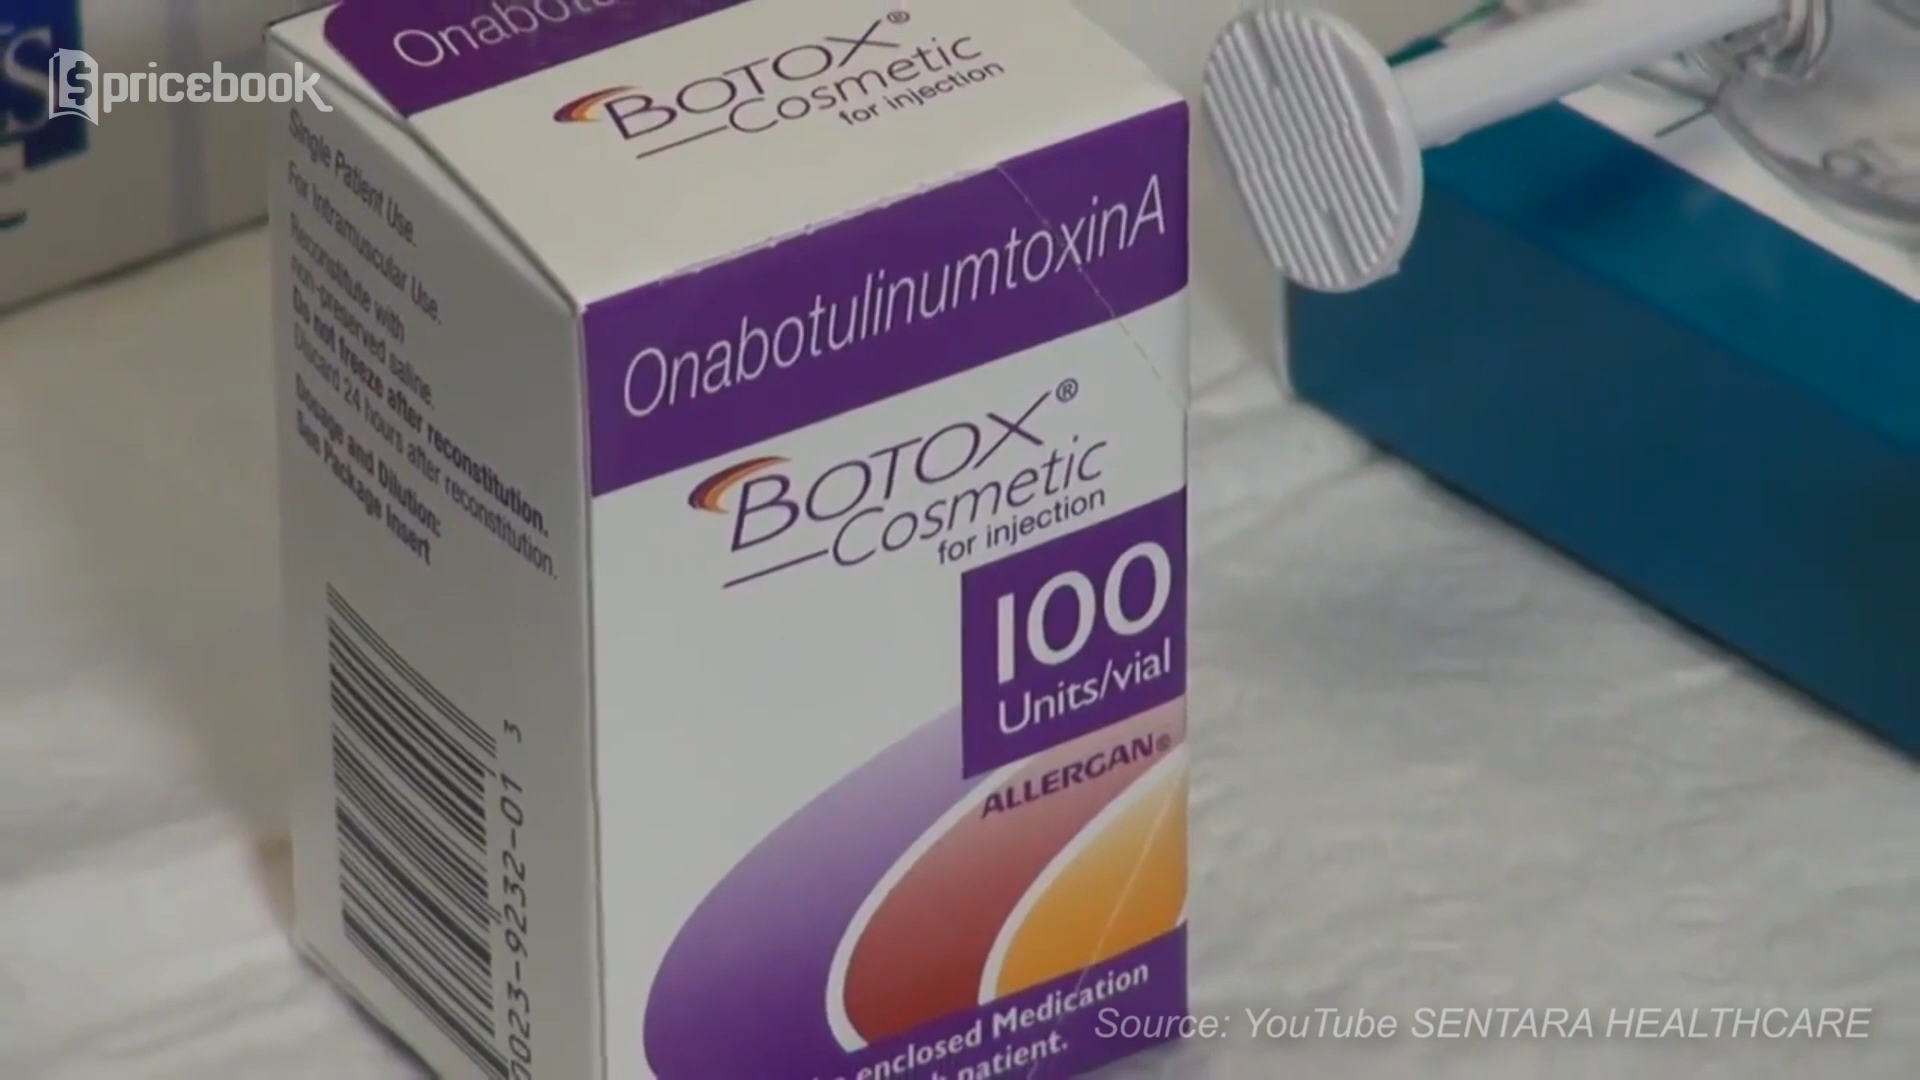 pricebook
Onabotu
BOTOX®
Cosmetic
for injection
Single Patient Use.
For Intramuscular Use.
Reconstitute with
non-preserved saline.
Do not freeze after reconstitution.
Discard 24 hours after reconstitution.
Dosage and Dilution:
See Package Insert
0023-9232-01 3
OnabotulinumtoxinA
BOTOX®
Cosmetic
for injection
100
Units/vial
ALLERGAN®
enclosed Medication
patient.
Source: YouTube SENTARA HEALTHCARE